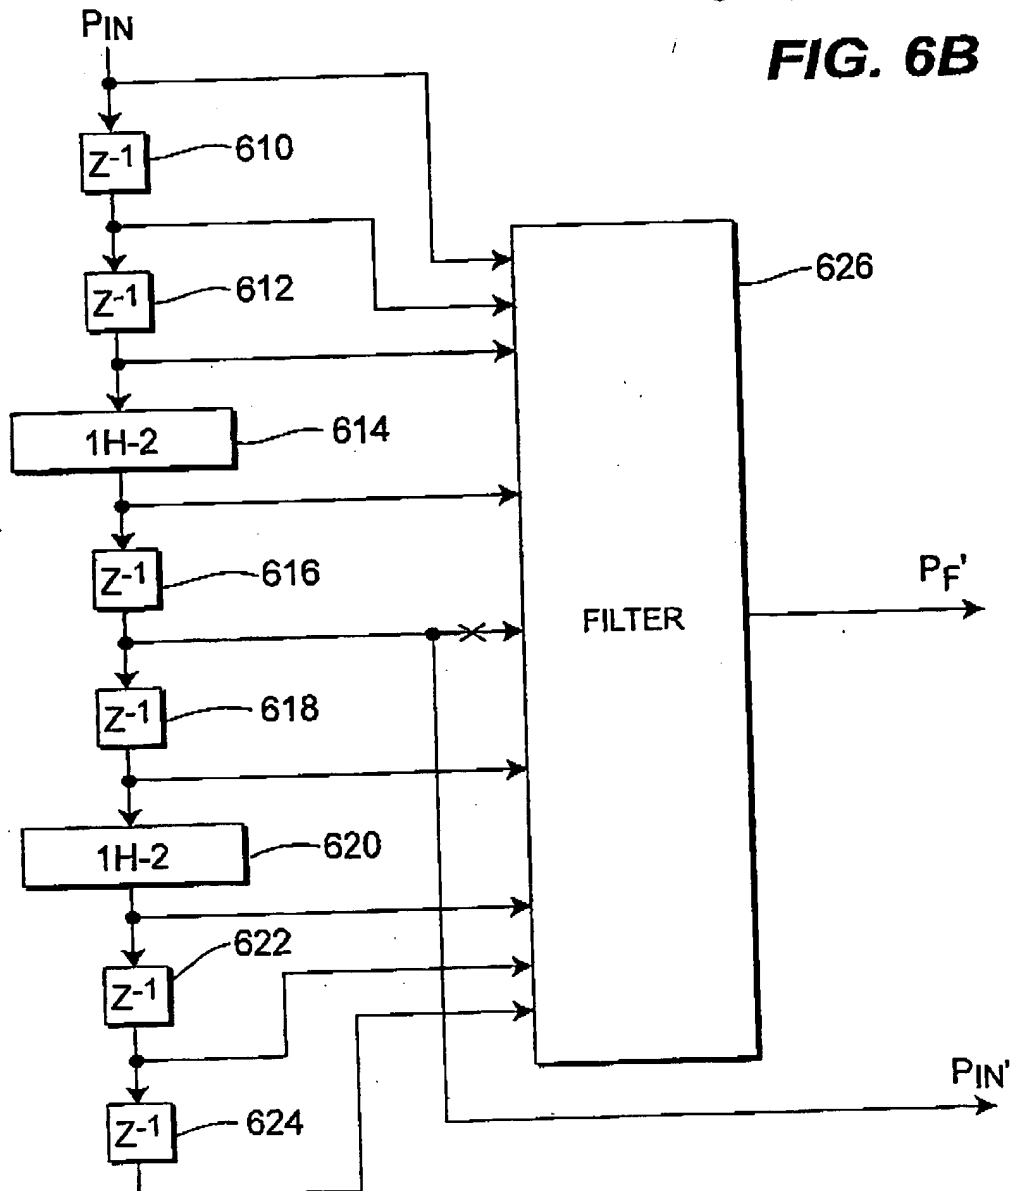 PIN
FIG. 6B
Z-1
610
Z-1
612
626
1H-2
614
Z-1
616
FILTER
PF'
Z-1
618
1H-2
620
Z-1
622
PIN'
Z-1
624